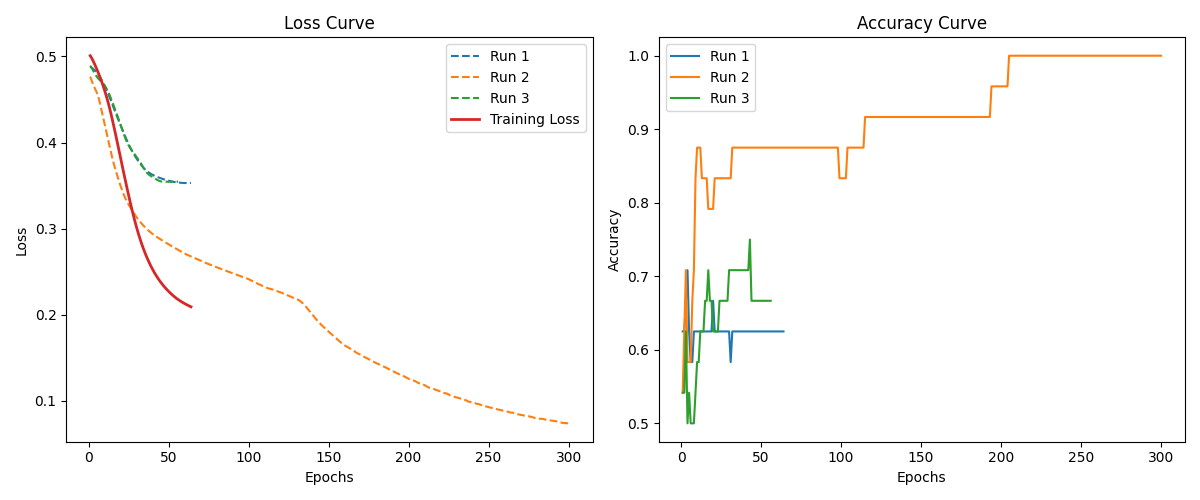 Loss Curve
Loss
0.5
0.4
0.3
0.2
0.1
0
50
100
150
200
250
300
Epochs
Run 1
Run 2
Run 3
Training Loss
Accuracy Curve
Accuracy
1.0
0.9
0.8
0.7
0.6
0.5
0
50
100
150
200
250
300
Epochs
Run 1
Run 2
Run 3